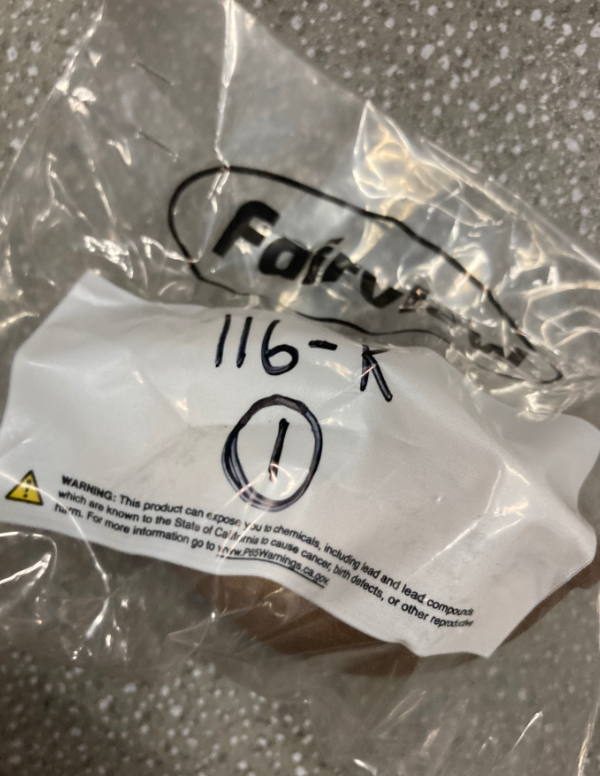 Fairview
116-K
1
WARNING: This product can expose you to chemicals, including lead and lead compounds
which are known to the State of California to cause cancer, birth defects, or other reproductive
harm. For more information go to www.P65Warnings.ca.gov